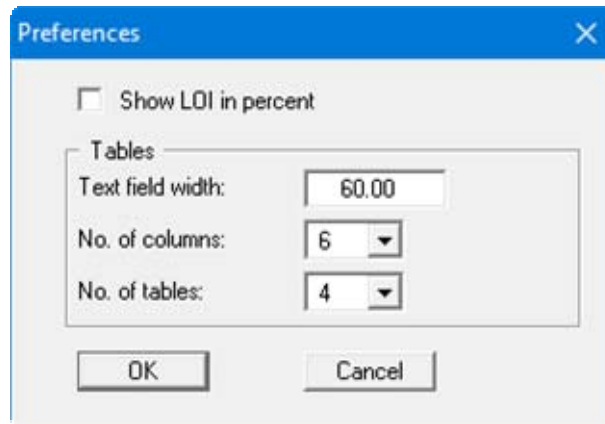 Preferences
Show LOI in percent
Tables
Text field width: 60.00
No. of columns: 6
No. of tables: 4
OK Cancel